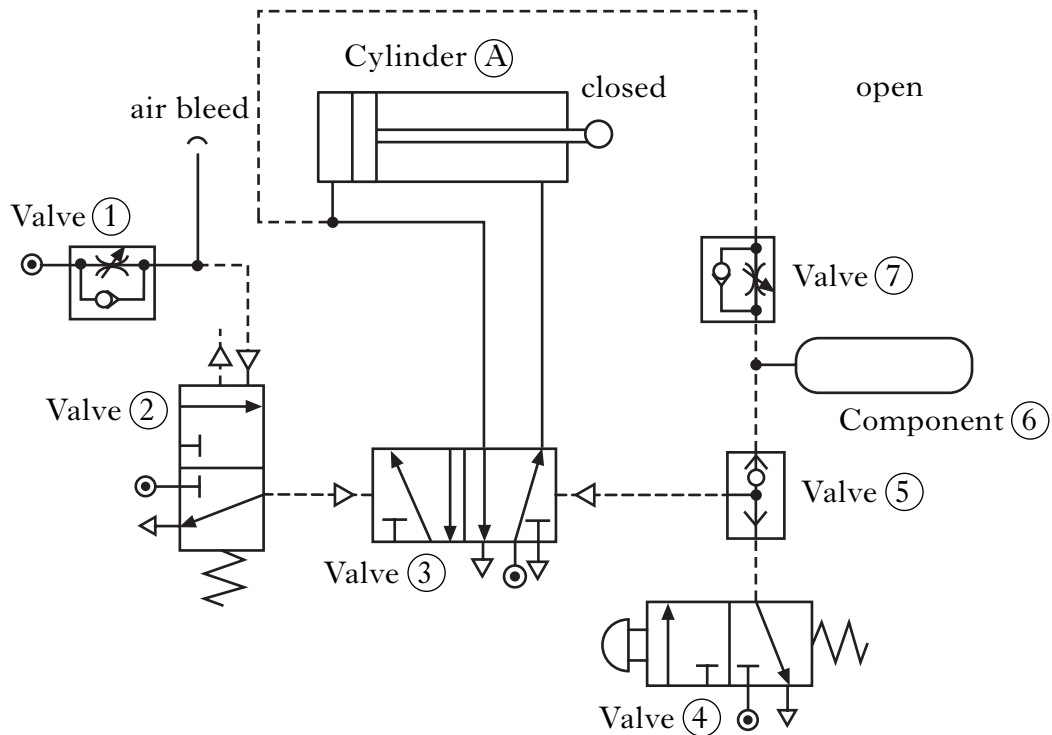 Cylinder A
closed
open
air bleed
Valve 1
Valve 7
Valve 2
Component 6
Valve 5
Valve 3
Valve 4